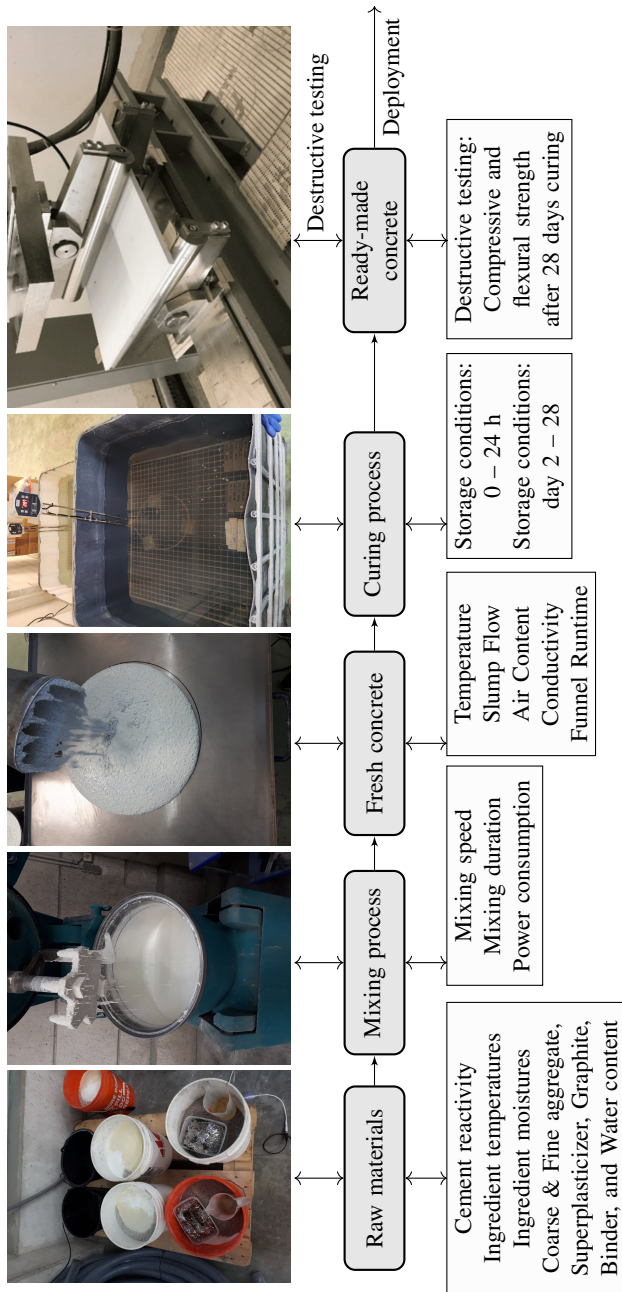 Raw materials
Mixing process
Fresh concrete
Curing process
Ready-made
concrete
Destructive testing
Deployment
Cement reactivity
Ingredient temperatures
Ingredient moistures
Coarse & Fine aggregate,
Superplasticizer, Graphite,
Binder, and Water content
Mixing speed
Mixing duration
Power consumption
Temperature
Slump Flow
Air Content
Conductivity
Funnel Runtime
Storage conditions:
0 – 24 h
Storage conditions:
day 2 – 28
Destructive testing:
Compressive and
flexural strength
after 28 days curing